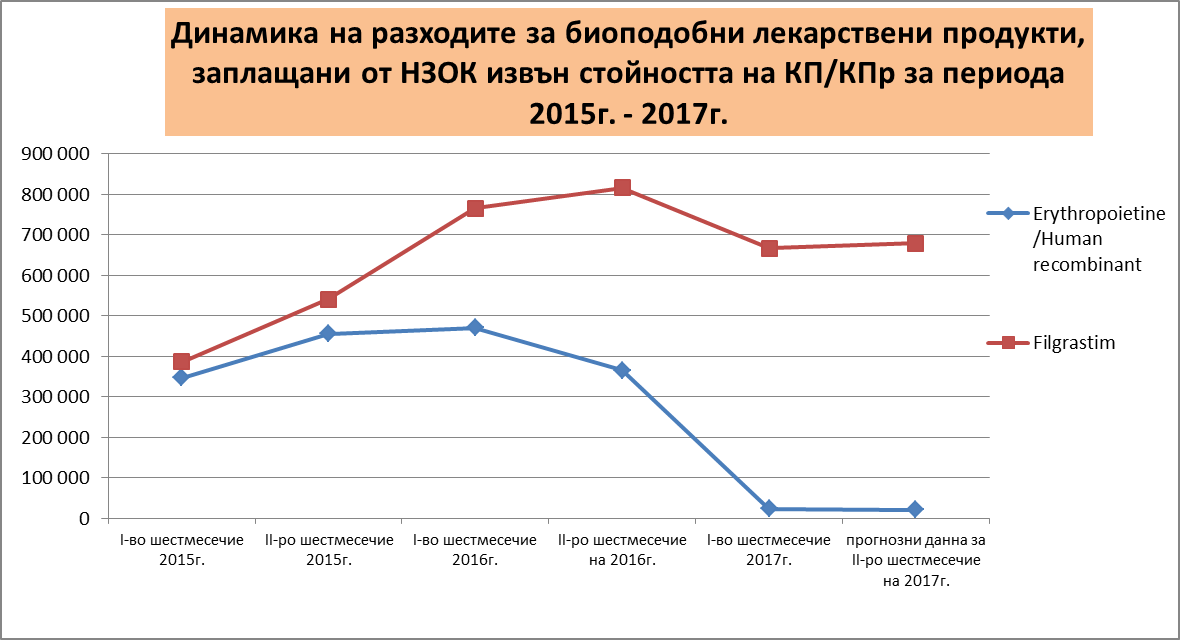 Динамика на разходите за биоподобни лекарствени продукти,
заплащани от НЗОК извън стойността на КП/КПр за периода
2015г. - 2017г.
900 000
800 000
700 000
600 000
500 000
400 000
300 000
200 000
100 000
0
I-во шестмесечие
2015г.
II-ро шестмесечие
2015г.
I-во шестмесечие
2016г.
II-ро шестмесечие
на 2016г.
I-во шестмесечие
2017г.
прогнозни данна за
II-ро шестмесечие
на 2017г.
Erythropoietine
/Human
recombinant
Filgrastim